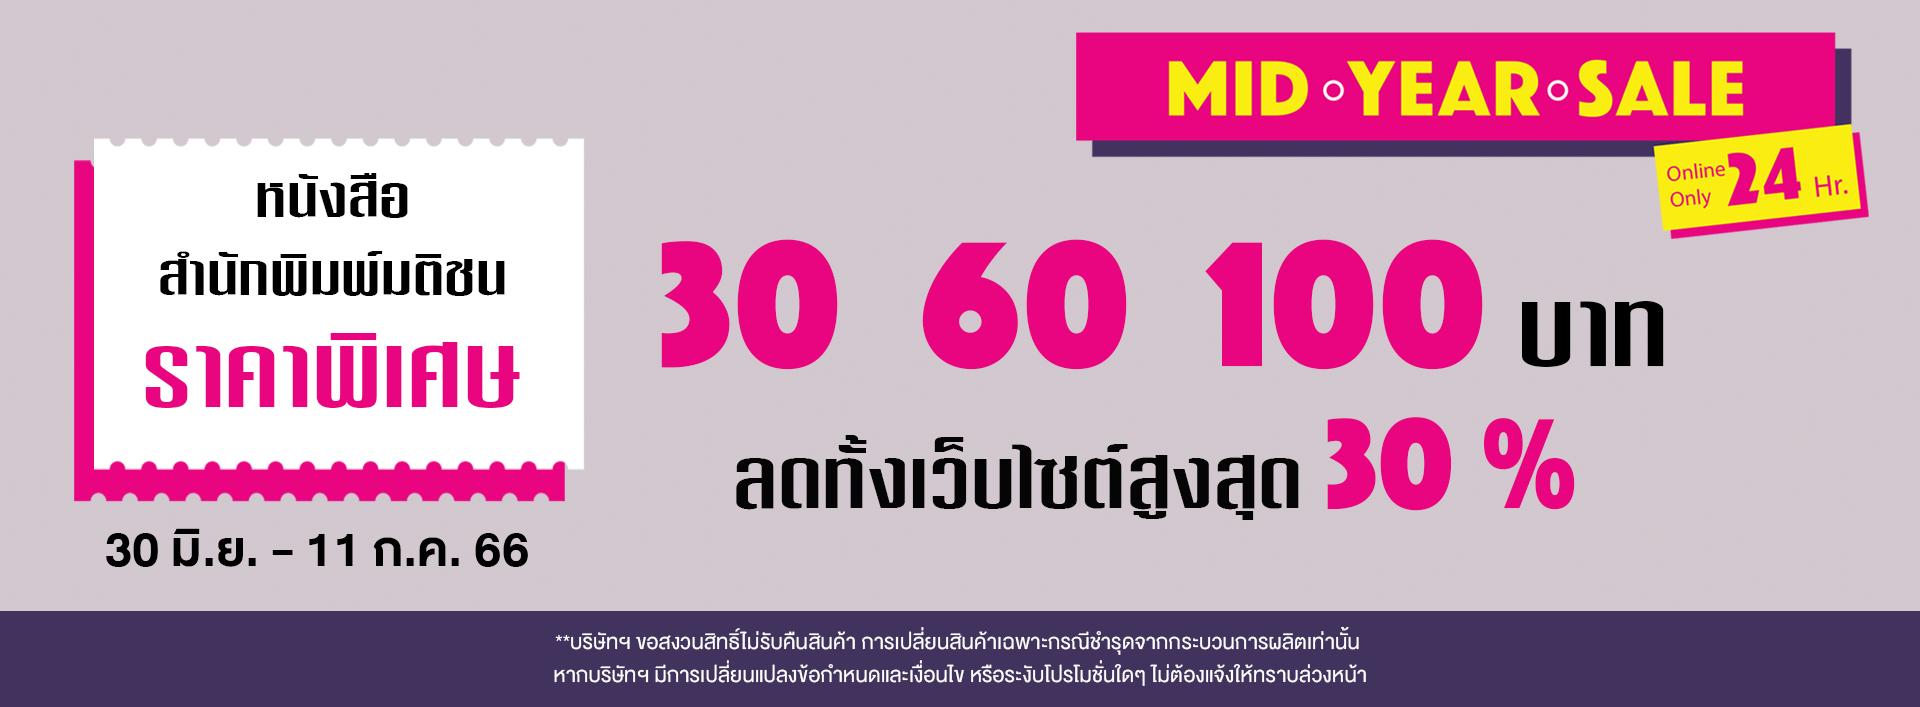 MID YEAR SALE
Online Only 24 Hr.
หนังสือ
สำนักพิมพ์มติชน
ราคาพิเศษ
30 มิ.ย. - 11 ก.ค. 66
30 60 100 บาท
ลดทั้งเว็บไซต์สูงสุด 30 %
**บริษัทฯ ขอสงวนสิทธิ์ไม่รับคืนสินค้า การเปลี่ยนสินค้าเฉพาะกรณีชำรุดจากกระบวนการผลิตเท่านั้น
หากบริษัทฯ มีการเปลี่ยนแปลงข้อกำหนดและเงื่อนไข หรือระงับโปรโมชั่นใดๆ ไม่ต้องแจ้งให้ทราบล่วงหน้า